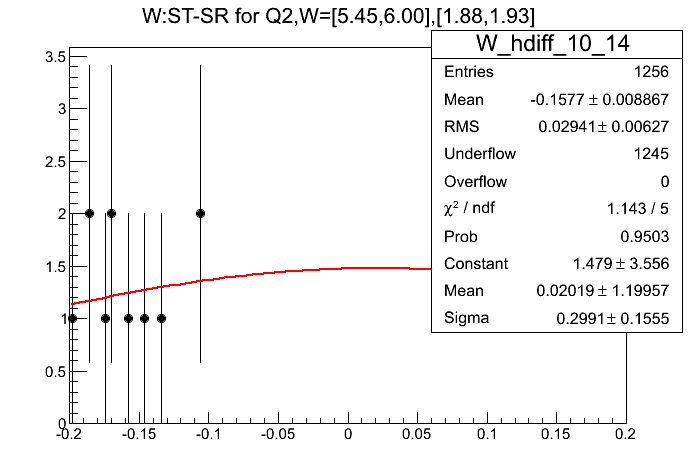 W:ST-SR for Q2,W=[5.45,6.00],[1.88,1.93]
W_hdiff_10_14
Entries 1256
Mean -0.1577 ± 0.008867
RMS 0.02941 ± 0.00627
Underflow 1245
Overflow 0
χ² / ndf 1.143 / 5
Prob 0.9503
Constant 1.479 ± 3.556
Mean 0.02019 ± 1.19957
Sigma 0.2991 ± 0.1555
3.5
3
2.5
2
1.5
1
0.5
0
-0.2 -0.15 -0.1 -0.05 0 0.05 0.1 0.15 0.2